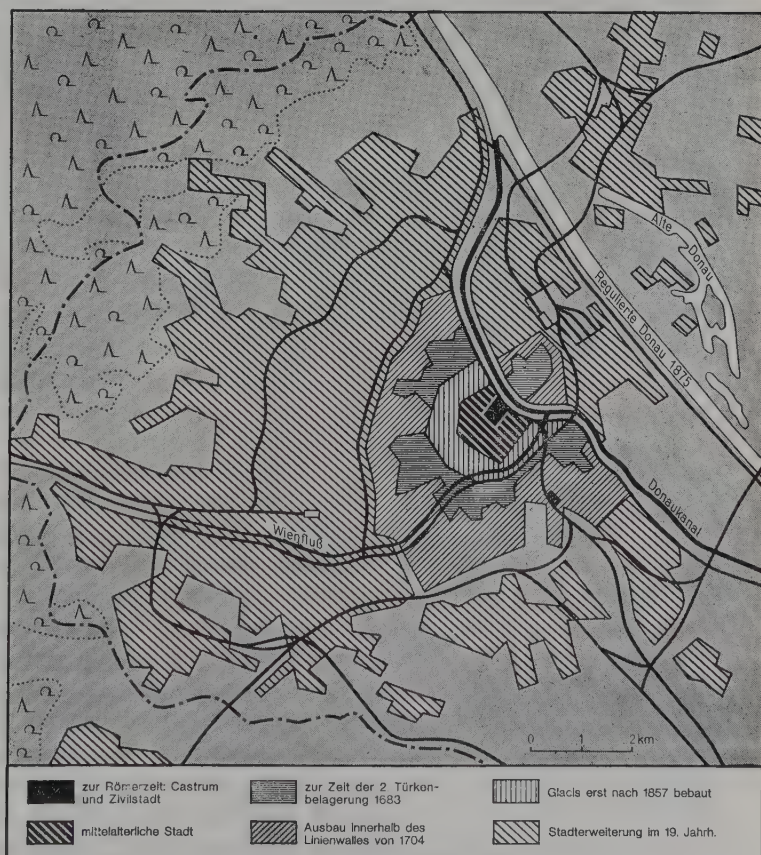 Alte Donau
Regulierte Donau 1875
Donaukanal
Wienfluß
0 1 2 km
zur Römerzeit: Castrum
und Zivilstadt
mittelalterliche Stadt
zur Zeit der 2. Türken-
belagerung 1683
Ausbau innerhalb des
Linienwalles von 1704
Glacis erst nach 1857 bebaut
Stadterweiterung im 19. Jahrh.